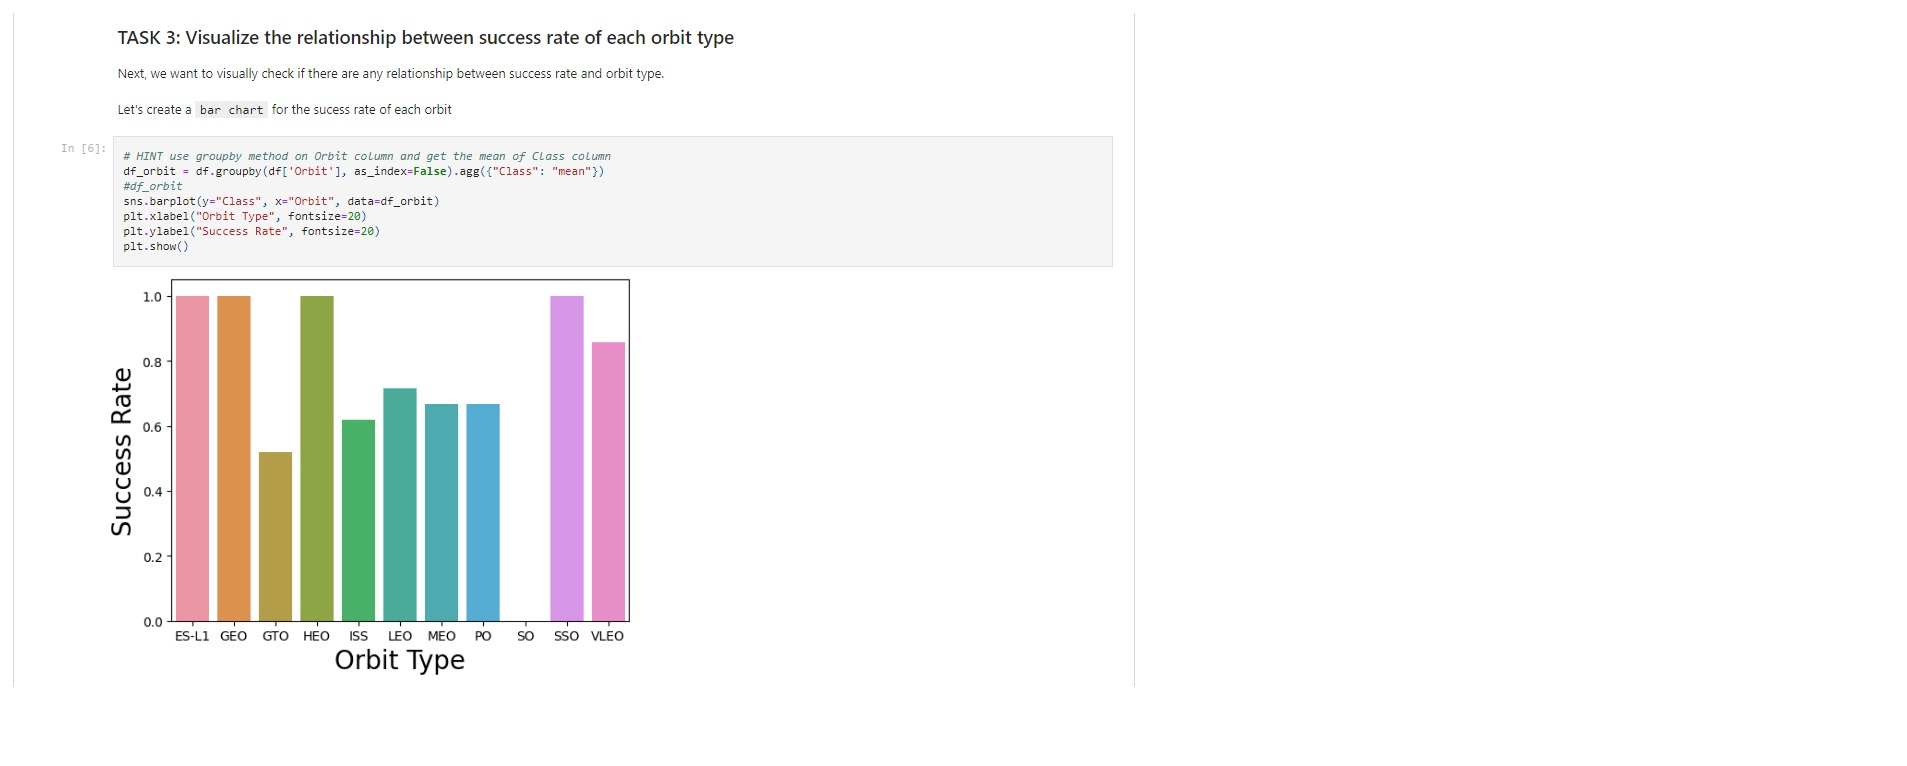 TASK 3: Visualize the relationship between success rate of each orbit type
Next, we want to visually check if there are any relationship between success rate and orbit type.
Let's create a bar chart for the sucess rate of each orbit
In [6]:
# HINT use groupby method on Orbit column and get the mean of Class column
df_orbit = df.groupby(df['Orbit'], as_index=False).agg({"Class": "mean"})
#df_orbit
sns.barplot(y="Class", x="Orbit", data=df_orbit)
plt.xlabel("Orbit Type", fontsize=20)
plt.ylabel("Success Rate", fontsize=20)
plt.show()
Success Rate
1.0
0.8
0.6
0.4
0.2
0.0
ES-L1 GEO GTO HEO ISS LEO MEO PO SO SSO VLEO
Orbit Type